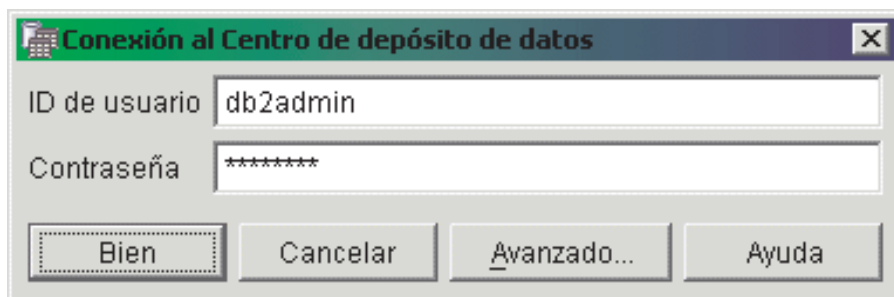 Conexión al Centro de depósito de datos
ID de usuario db2admin
Contraseña ********
Bien Cancelar Avanzado... Ayuda